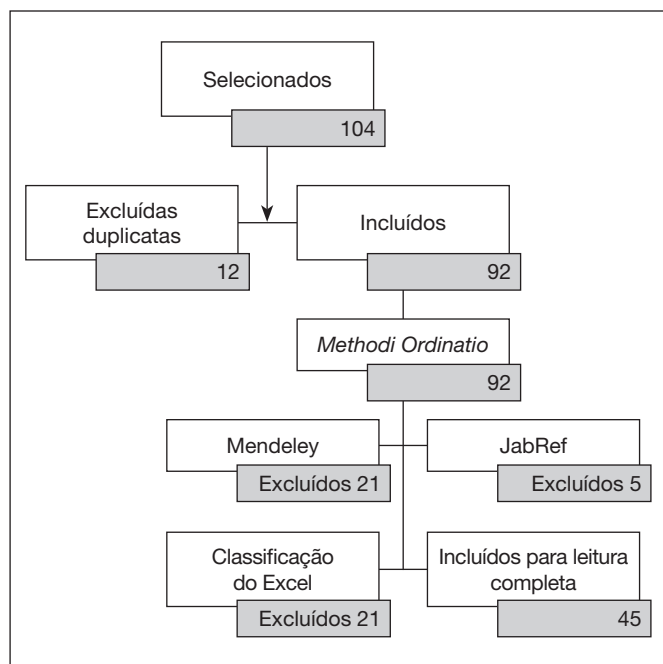 Selecionados
104
Excluídas
duplicatas
12
Incluídos
92
Methodi Ordinatio
92
Mendeley
Excluídos 21
JabRef
Excluídos 5
Classificação
do Excel
Excluídos 21
Incluídos para leitura
completa
45